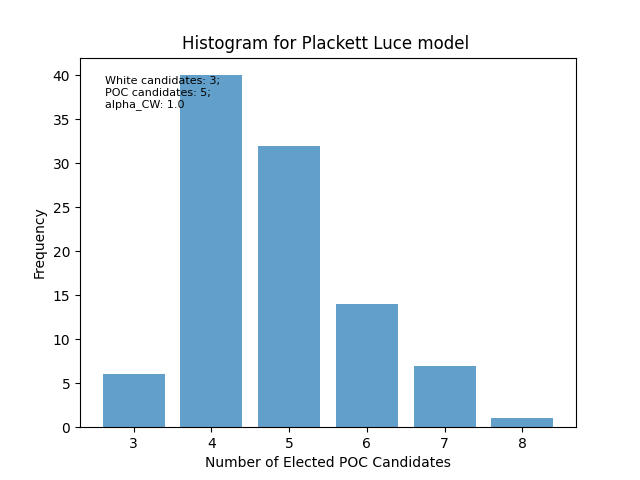 Histogram for Plackett Luce model
White candidates: 3;
POC candidates: 5;
alpha_CW: 1.0
40
35
30
25
20
15
10
5
0
Frequency
3 4 5 6 7 8
Number of Elected POC Candidates